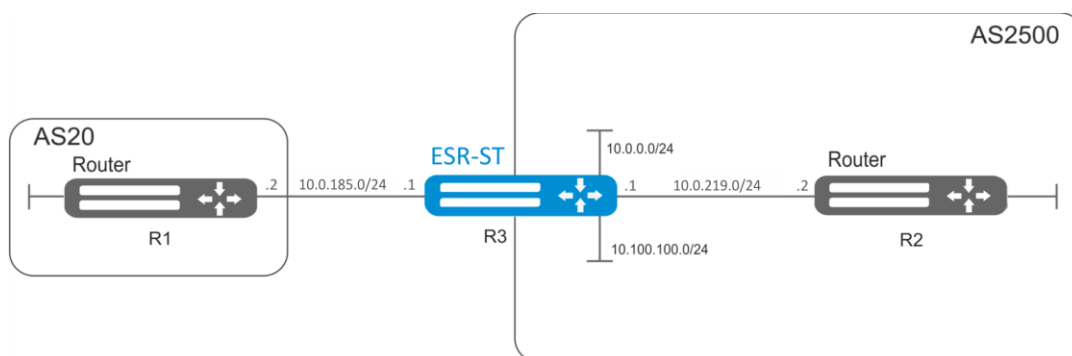 AS2500
AS20
Router
ESR-ST
10.0.0.0/24
Router
.2 10.0.185.0/24 .1
.1 10.0.219.0/24 .2
R1
R3
R2
10.100.100.0/24